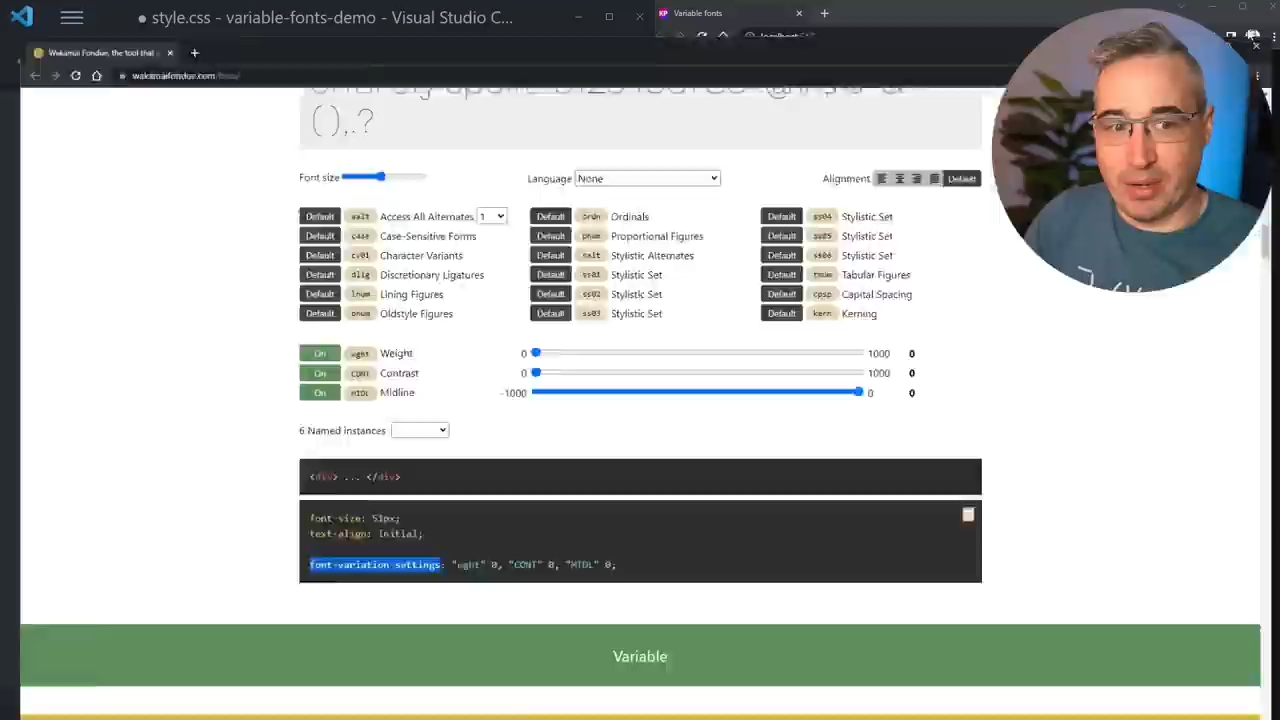 style.css - variable-fonts-demo - Visual Studio C...
Variable fonts
Wakamai Fondue, the tool that
wakamaifondue.com/beta/
(),.?
Font size
Language None
Alignment Default
Default salt Access All Alternates 1
Default ordn Ordinals
Default ss04 Stylistic Set
Default case Case-Sensitive Forms
Default pnum Proportional Figures
Default ss05 Stylistic Set
Default cv01 Character Variants
Default salt Stylistic Alternates
Default ss06 Stylistic Set
Default dlig Discretionary Ligatures
Default ss01 Stylistic Set
Default tnum Tabular Figures
Default lnum Lining Figures
Default ss02 Stylistic Set
Default cpsp Capital Spacing
Default onum Oldstyle Figures
Default ss03 Stylistic Set
Default kern Kerning
On wght Weight 0 1000 0
On CONT Contrast 0 1000 0
On MIDL Midline -1000 0 0
6 Named instances
<div> ... </div>
font-size: 51px;
text-align: initial;
font-variation-settings: "wght" 0, "CONT" 0, "MIDL" 0;
Variable